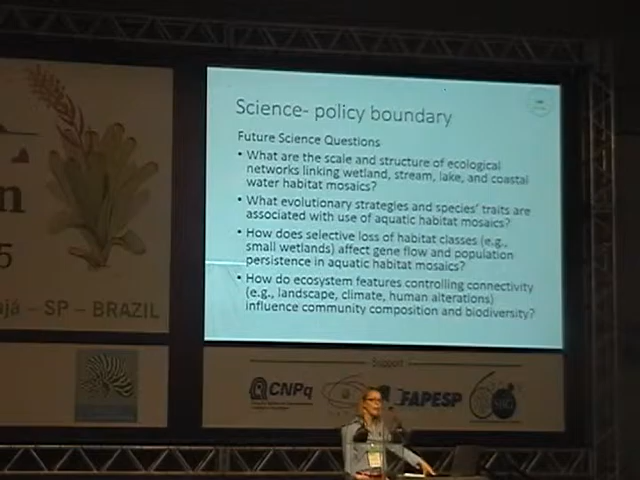 Science- policy boundary
Future Science Questions
• What are the scale and structure of ecological
networks linking wetland, stream, lake, and coastal
water habitat mosaics?
• What evolutionary strategies and species' traits are
associated with use of aquatic habitat mosaics?
• How does selective loss of habitat classes (e.g.,
small wetlands) affect gene flow and population
persistence in aquatic habitat mosaics?
• How do ecosystem features controlling connectivity
(e.g., landscape, climate, human alterations)
influence community composition and biodiversity?
n
5
ajá – SP – BRAZIL
Support
CNPq
FAPESP